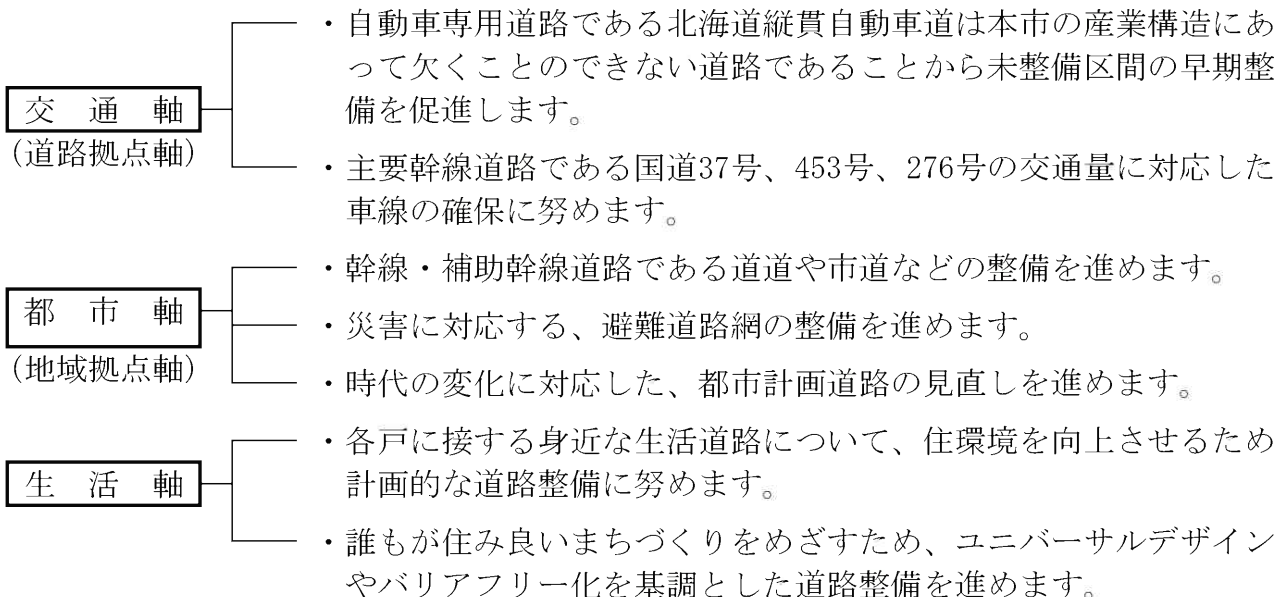 ・自動車専用道路である北海道縦貫自動車道は本市の産業構造にあ
って欠くことのできない道路であることから未整備区間の早期整
備を促進します。
交 通 軸
(道路拠点軸)
・主要幹線道路である国道37号、453号、276号の交通量に対応した
車線の確保に努めます。
・幹線・補助幹線道路である道道や市道などの整備を進めます。
都 市 軸
・災害に対応する、避難道路網の整備を進めます。
(地域拠点軸)
・時代の変化に対応した、都市計画道路の見直しを進めます。
・各戸に接する身近な生活道路について、住環境を向上させるため
計画的な道路整備に努めます。
生 活 軸
・誰もが住み良いまちづくりをめざすため、ユニバーサルデザイン
やバリアフリー化を基調とした道路整備を進めます。